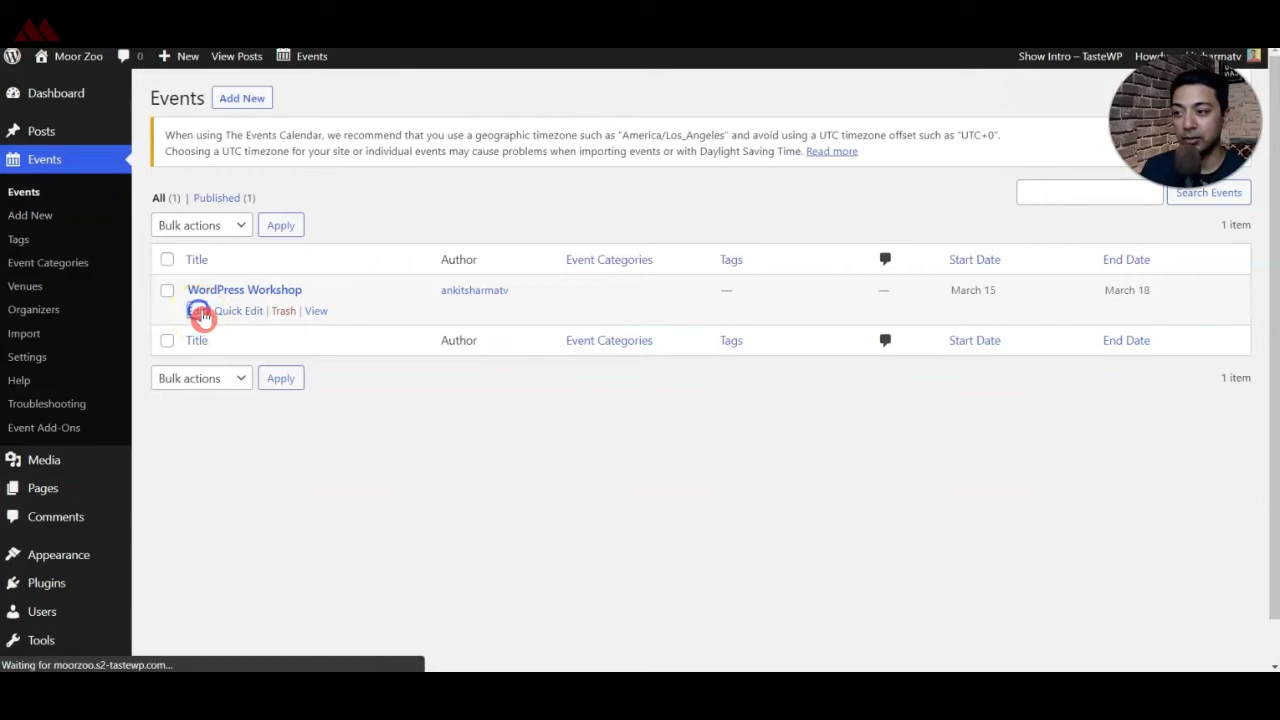 Moor Zoo 0 New View Posts Events Show Intro – TasteWP
Dashboard
Posts
Events
Events
Add New
Tags
Event Categories
Venues
Organizers
Import
Settings
Help
Troubleshooting
Event Add-Ons
Media
Pages
Comments
Appearance
Plugins
Users
Tools
Events Add New
When using The Events Calendar, we recommend that you use a geographic timezone such as "America/Los_Angeles" and avoid using a UTC timezone offset such as "UTC+0".
Choosing a UTC timezone for your site or individual events may cause problems when importing events or with Daylight Saving Time. Read more
All (1) | Published (1)
Search Events
Bulk actions Apply 1 item
Title Author Event Categories Tags Start Date End Date
WordPress Workshop ankitsharmatv — — March 15 March 18
Edit Quick Edit | Trash | View
Title Author Event Categories Tags Start Date End Date
Bulk actions Apply 1 item
Waiting for moorzoo.s2-tastewp.com...